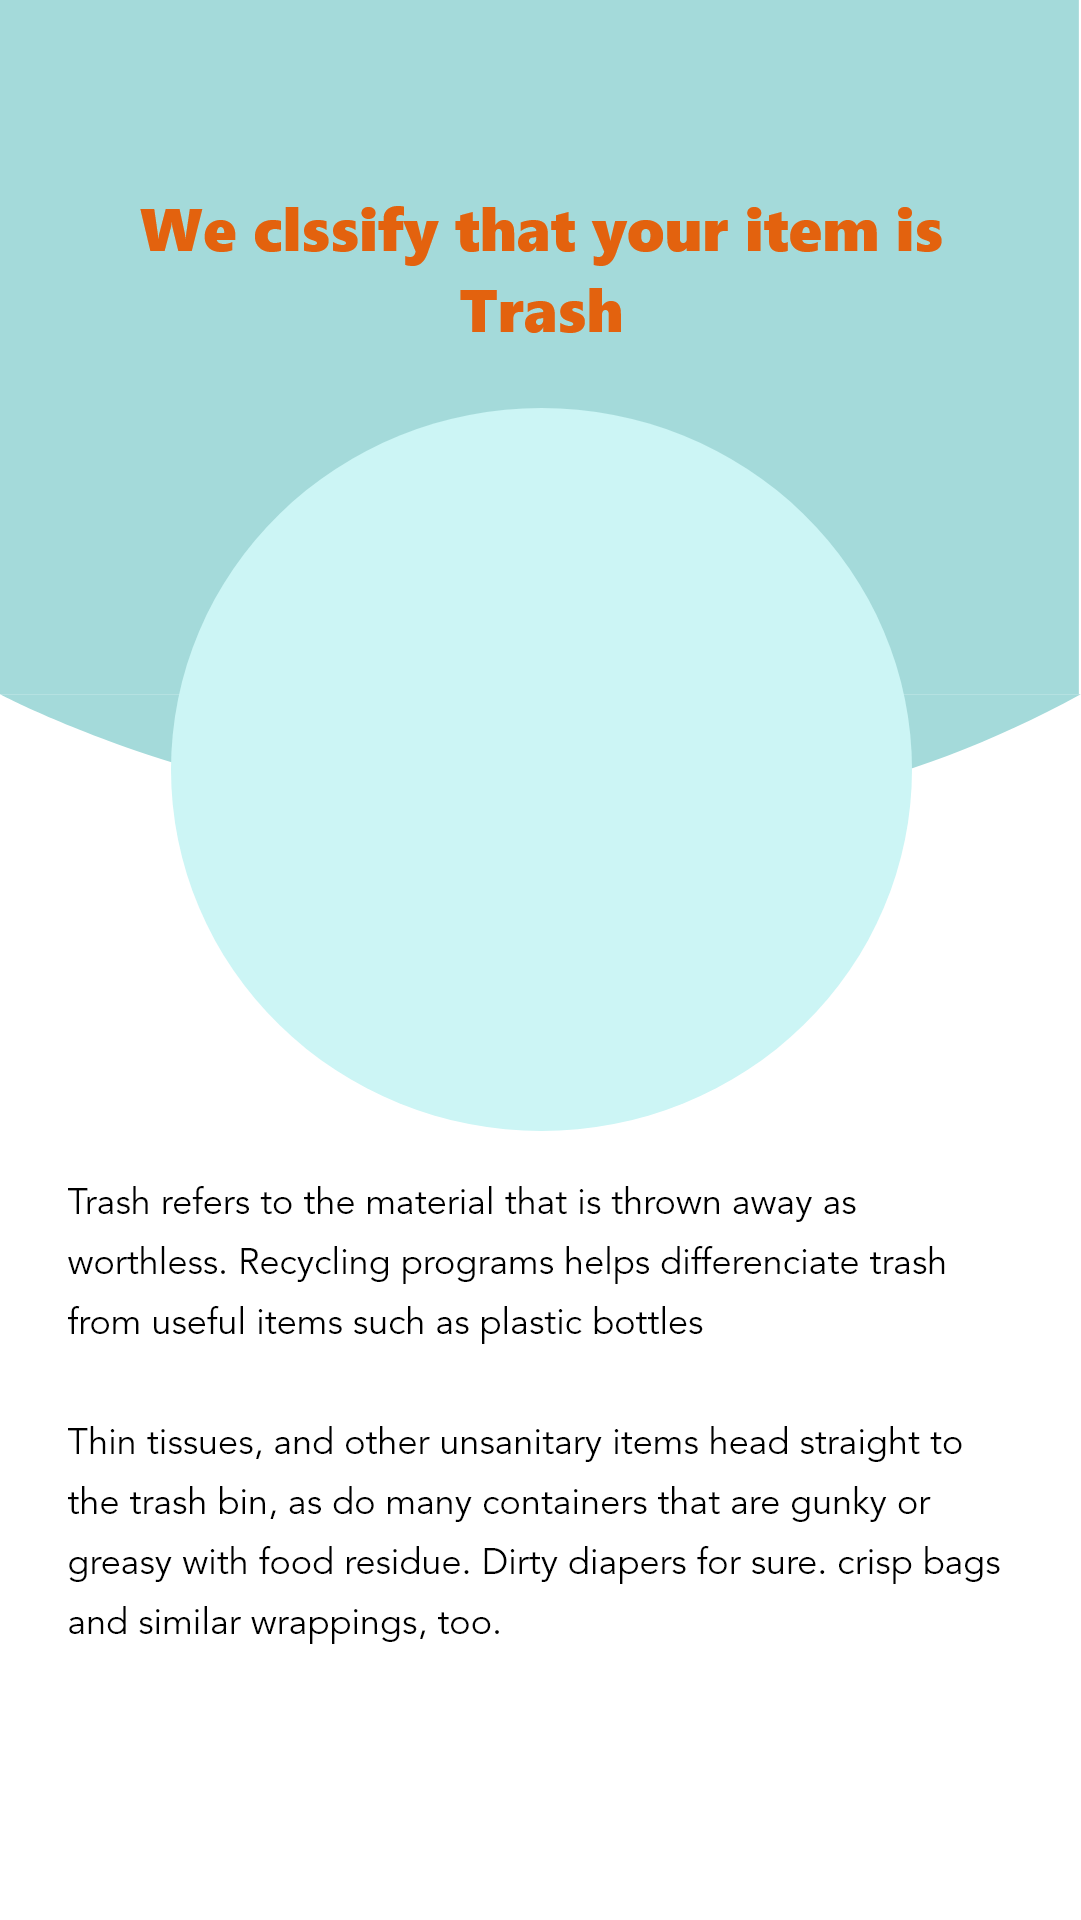 We clssify that your item is
Trash
Trash refers to the material that is thrown away as
worthless. Recycling programs helps differenciate trash
from useful items such as plastic bottles
Thin tissues, and other unsanitary items head straight to
the trash bin, as do many containers that are gunky or
greasy with food residue. Dirty diapers for sure. crisp bags
and similar wrappings, too.